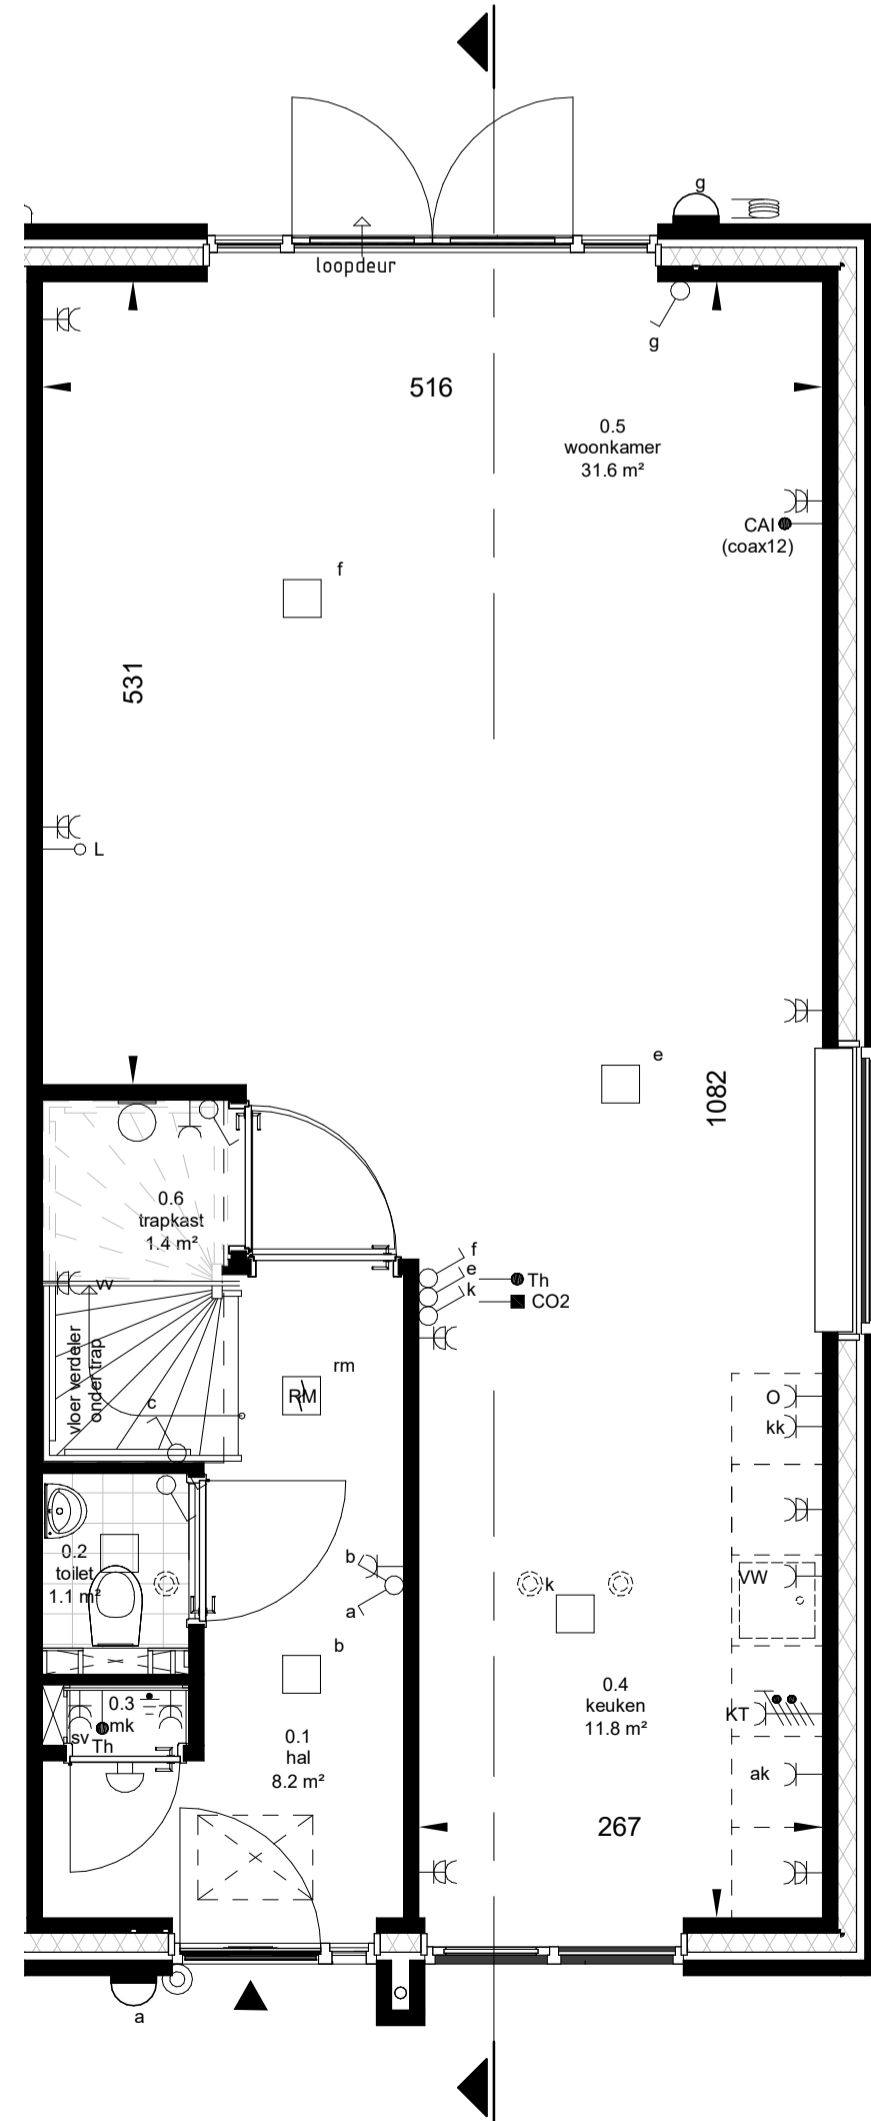 g
loopdeur
g
516
0.5
woonkamer
31.6 m²
CAI
(coax12)
f
531
L
e
1082
0.6
trapkast
1.4 m²
f
e
k
Th
CO2
vv
vloer verdeler
onder trap
rm
RM
c
O
kk
0.2
toilet
1.1 m²
b
a
k
VW
b
0.4
keuken
11.8 m²
0.3
mk
sv
Th
KT
0.1
hal
8.2 m²
ak
267
a